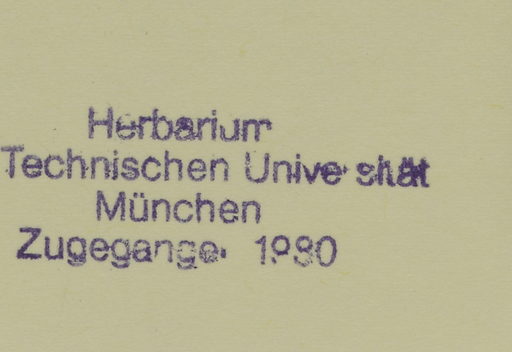 Herbarium
Technischen Universität
München
Zugegangen 1980